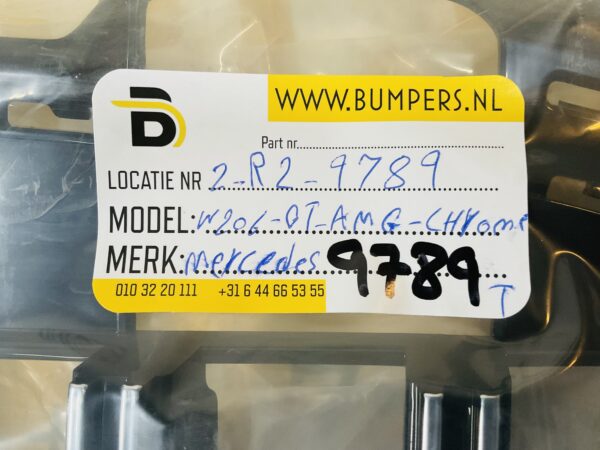 WWW.BUMPERS.NL
Part nr
LOCATIE NR 2-R2-9789
MODEL: W206-GT-AMG-CHrome
MERK: mercedes 9789 T
010 32 20 111 +31 6 44 66 53 55